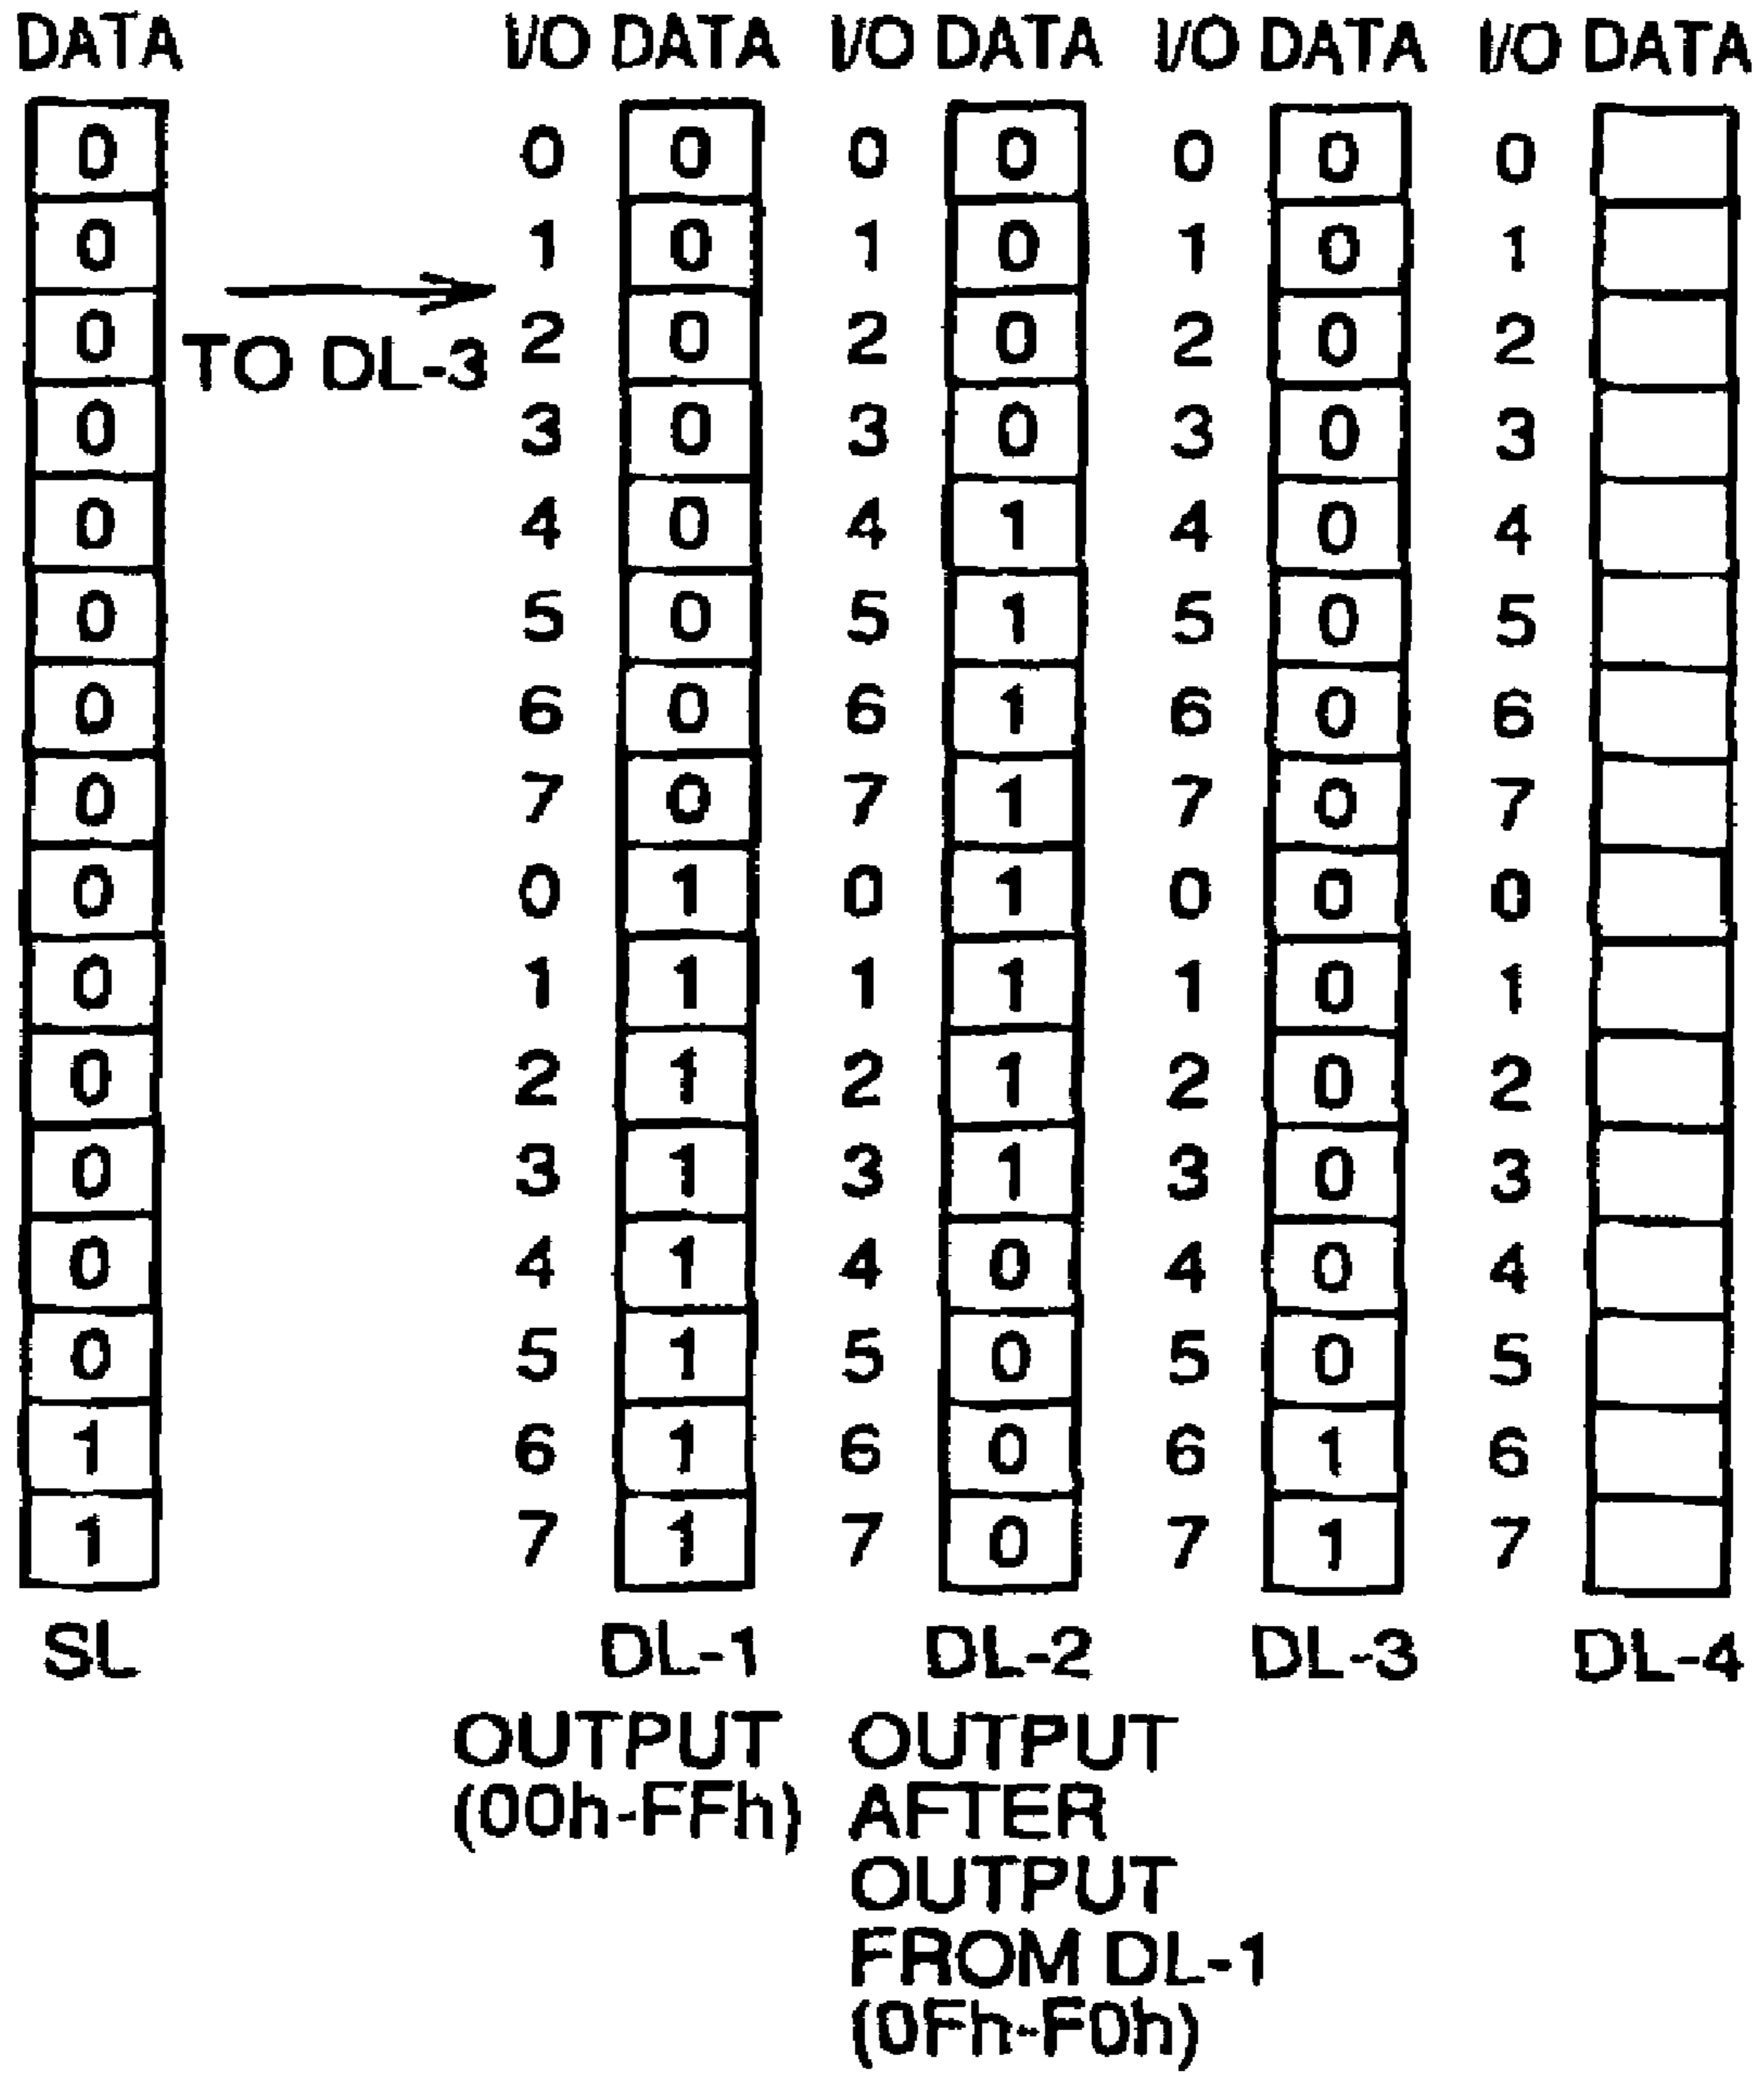 DATA I/O DATA I/O DATA I/O DATA I/O DATA
0 0 0 0 0 0 0 0
0 1 0 1 0 1 0 1
TO DL-3
0 2 0 2 0 2 0 2
0 3 0 3 0 3 0 3
0 4 0 4 1 4 0 4
0 5 0 5 1 5 0 5
0 6 0 6 1 6 0 6
0 7 0 7 1 7 0 7
0 0 1 0 1 0 0 0
0 1 1 1 1 1 0 1
0 2 1 2 1 2 0 2
0 3 1 3 1 3 0 3
0 4 1 4 0 4 0 4
0 5 1 5 0 5 0 5
1 6 1 6 0 6 1 6
1 7 1 7 0 7 1 7
SL DL-1 DL-2 DL-3 DL-4
OUTPUT
(00h-FFh)
OUTPUT
AFTER
OUTPUT
FROM DL-1
(0Fh-F0h)